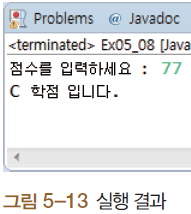 Problems @ Javadoc
<terminated> Ex05_08 [Java
점수를 입력하세요 : 77
C 학점 입니다.
그림 5-13 실행 결과